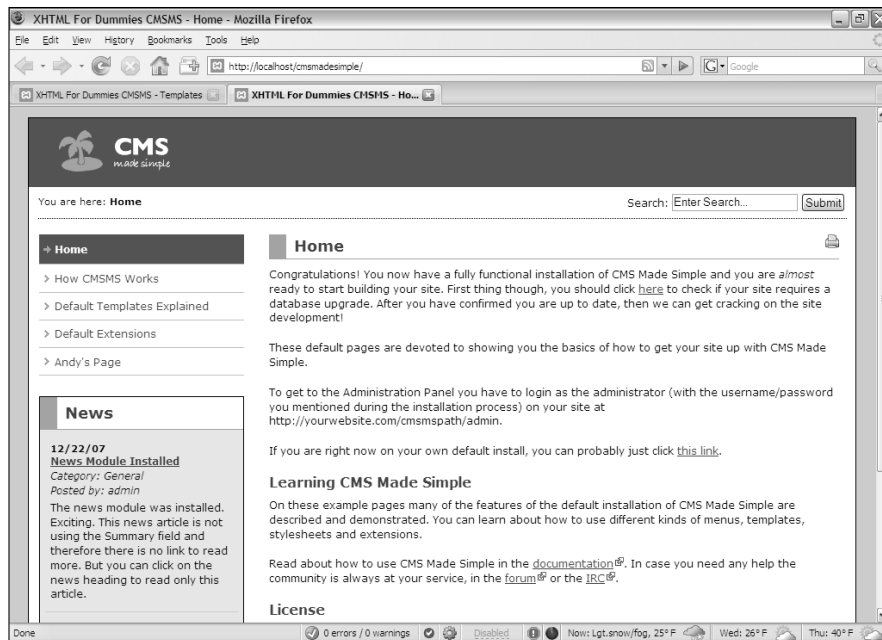 XHTML For Dummies CMSMS - Home - Mozilla Firefox
File Edit View History Bookmarks Tools Help
http://localhost/cmsmadesimple/
Google
XHTML For Dummies CMSMS - Templates
XHTML For Dummies CMSMS - Ho...
CMS
made simple
You are here: Home
Search: Enter Search... Submit
Home
How CMSMS Works
Default Templates Explained
Default Extensions
Andy's Page
News
12/22/07
News Module Installed
Category: General
Posted by: admin
The news module was installed.
Exciting. This news article is not
using the Summary field and
therefore there is no link to read
more. But you can click on the
news heading to read only this
article.
Home
Congratulations! You now have a fully functional installation of CMS Made Simple and you are almost
ready to start building your site. First thing though, you should click here to check if your site requires a
database upgrade. After you have confirmed you are up to date, then we can get cracking on the site
development!
These default pages are devoted to showing you the basics of how to get your site up with CMS Made
Simple.
To get to the Administration Panel you have to login as the administrator (with the username/password
you mentioned during the installation process) on your site at
http://yourwebsite.com/cmsmspath/admin.
If you are right now on your own default install, you can probably just click this link.
Learning CMS Made Simple
On these example pages many of the features of the default installation of CMS Made Simple are
described and demonstrated. You can learn about how to use different kinds of menus, templates,
stylesheets and extensions.
Read about how to use CMS Made Simple in the documentation. In case you need any help the
community is always at your service, in the forum or the IRC.
License
Done
0 errors / 0 warnings
Disabled
Now: Lgt.snow/fog, 25° F
Wed: 26° F
Thu: 40° F